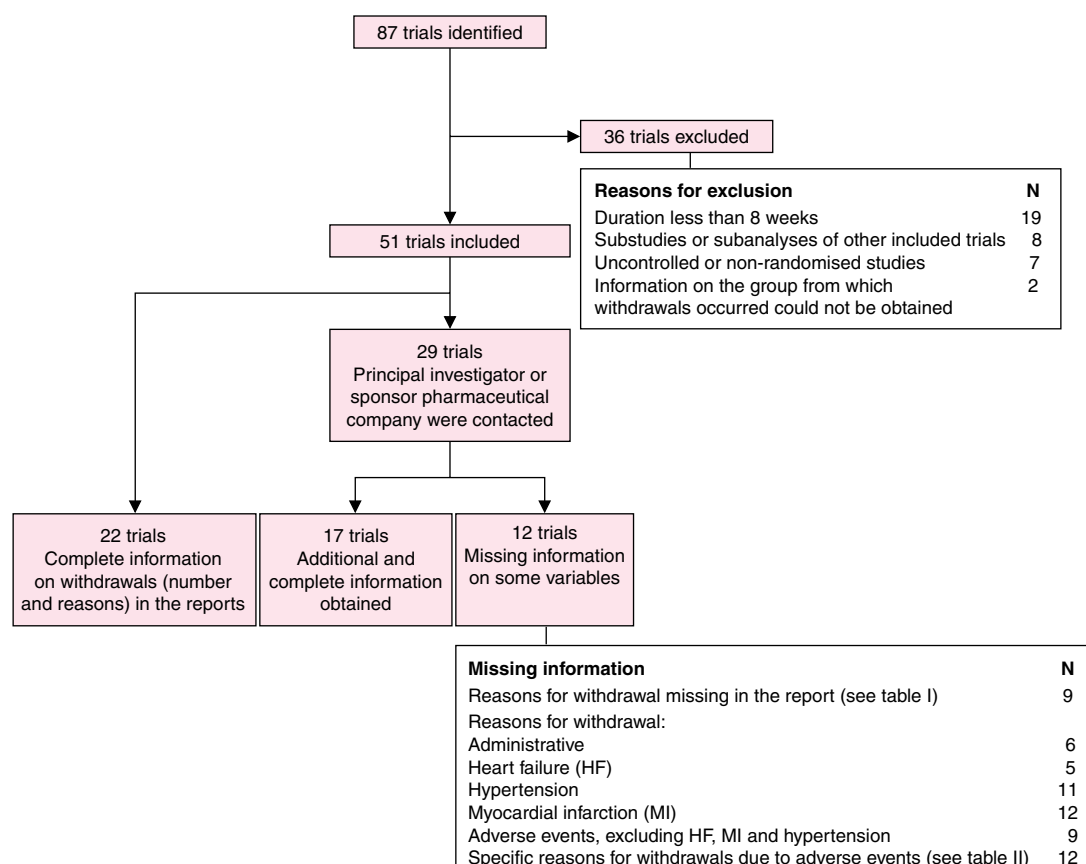 87 trials identified
36 trials excluded
Reasons for exclusion N
Duration less than 8 weeks 19
Substudies or subanalyses of other included trials 8
Uncontrolled or non-randomised studies 7
Information on the group from which 2
withdrawals occurred could not be obtained
51 trials included
29 trials
Principal investigator or
sponsor pharmaceutical
company were contacted
22 trials
Complete information
on withdrawals (number
and reasons) in the reports
17 trials
Additional and
complete information
obtained
12 trials
Missing information
on some variables
Missing information N
Reasons for withdrawal missing in the report (see table I) 9
Reasons for withdrawal:
Administrative 6
Heart failure (HF) 5
Hypertension 11
Myocardial infarction (MI) 12
Adverse events, excluding HF, MI and hypertension 9
Specific reasons for withdrawals due to adverse events (see table II) 12